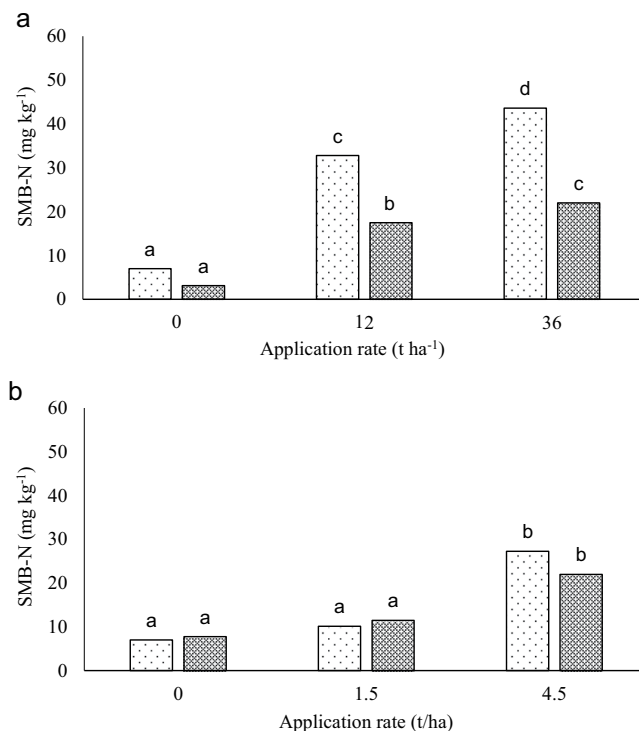 a
60
50
40
30
20
10
0
SMB-N (mg kg⁻¹)
a a c b d c
0 12 36
Application rate (t ha⁻¹)
b
60
50
40
30
20
10
0
SMB-N (mg kg⁻¹)
a a a a b b
0 1.5 4.5
Application rate (t/ha)